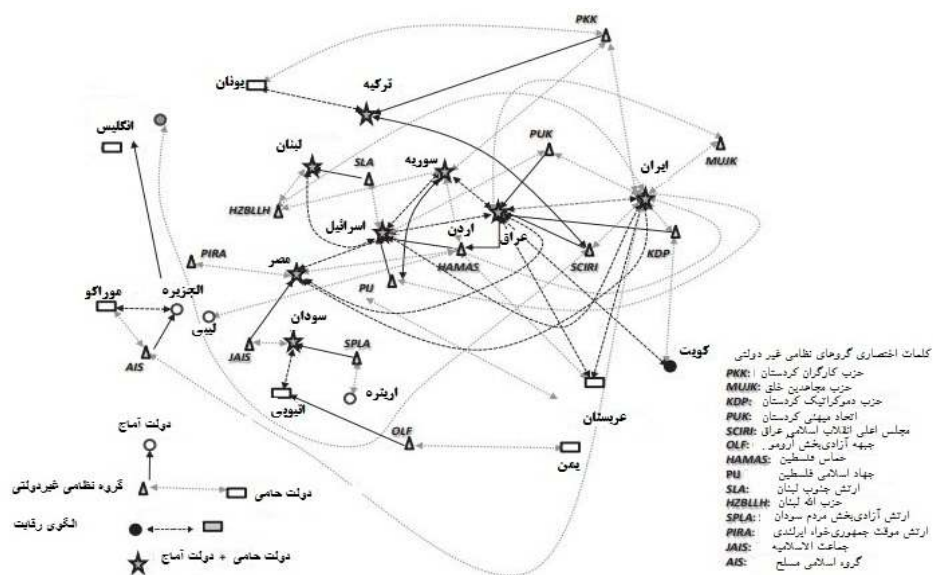 PKK
یونان
ترکیه
انگلیس
لبنان
SLA
سوریه
PUK
ایران
MUJK
HZBLLH
اسرائیل
اردن
عراق
PIRA
مصر
PU
HAMAS
SCIRI
KDP
موراکو
الجزیره
لیبی
سودان
کویت
AIS
JAIS
SPLA
اریتره
اتیوپی
عربستان
OLF
یمن
دولت آماج
گروه نظامی غیردولتی
دولت حامی
الگوی رقابت
دولت حامی + دولت آماج
کلمات اختصاری گروهای نظامی غیر دولتی
PKK: حزب کارگران کردستان
MUJK: حزب مجاهدین خلق
KDP: حزب دموکراتیک کردستان
PUK: اتحاد میهنی کردستان
SCIRI: مجلس اعلی انقلاب اسلامی عراق
OLF: جبهه آزادی‌بخش آرومو
HAMAS: حماس فلسطین
PU جهاد اسلامی فلسطین
SLA: ارتش جنوب لبنان
HZBLLH: حزب الله لبنان
SPLA: ارتش آزادی‌بخش مردم سودان
PIRA: ارتش موقت جمهوری‌خواه ایرلندی
JAIS: جماعت الاسلامیه
AIS: گروه اسلامی مسلح